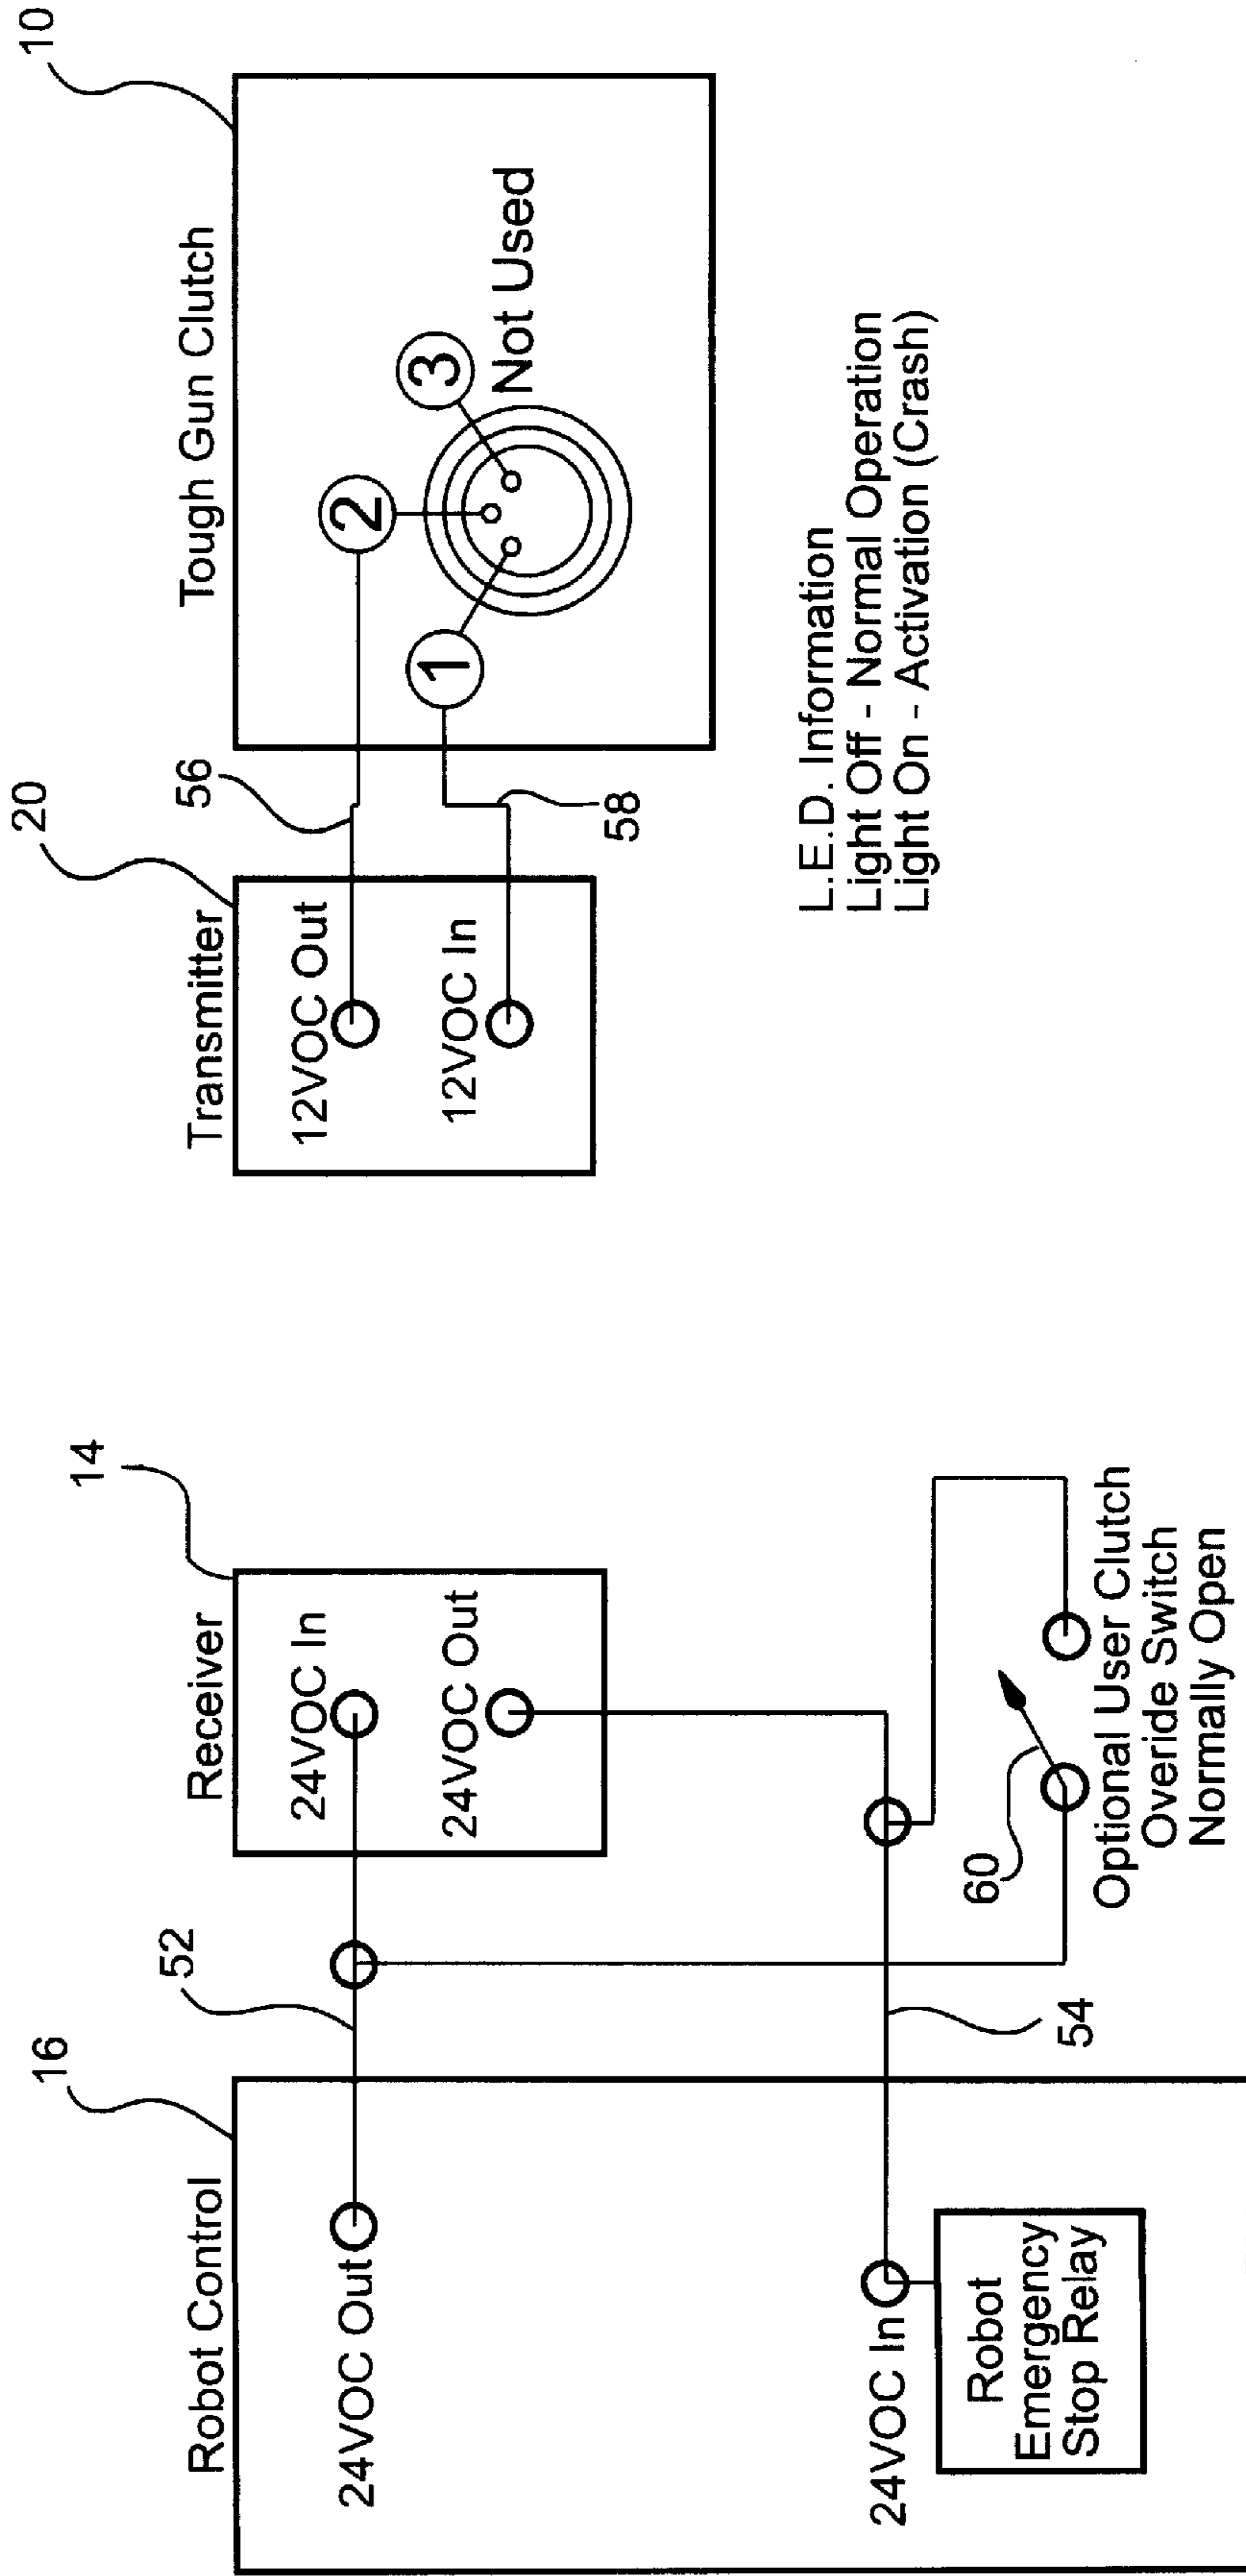 Robot Control
16
24VOC Out
24VOC In
Robot
Emergency
Stop Relay
52
54
Receiver
14
24VOC In
24VOC Out
60
Optional User Clutch
Overide Switch
Normally Open
Transmitter
20
12VOC Out
12VOC In
56
58
Tough Gun Clutch
10
1
2
3
Not Used
L.E.D. Information
Light Off - Normal Operation
Light On - Activation (Crash)